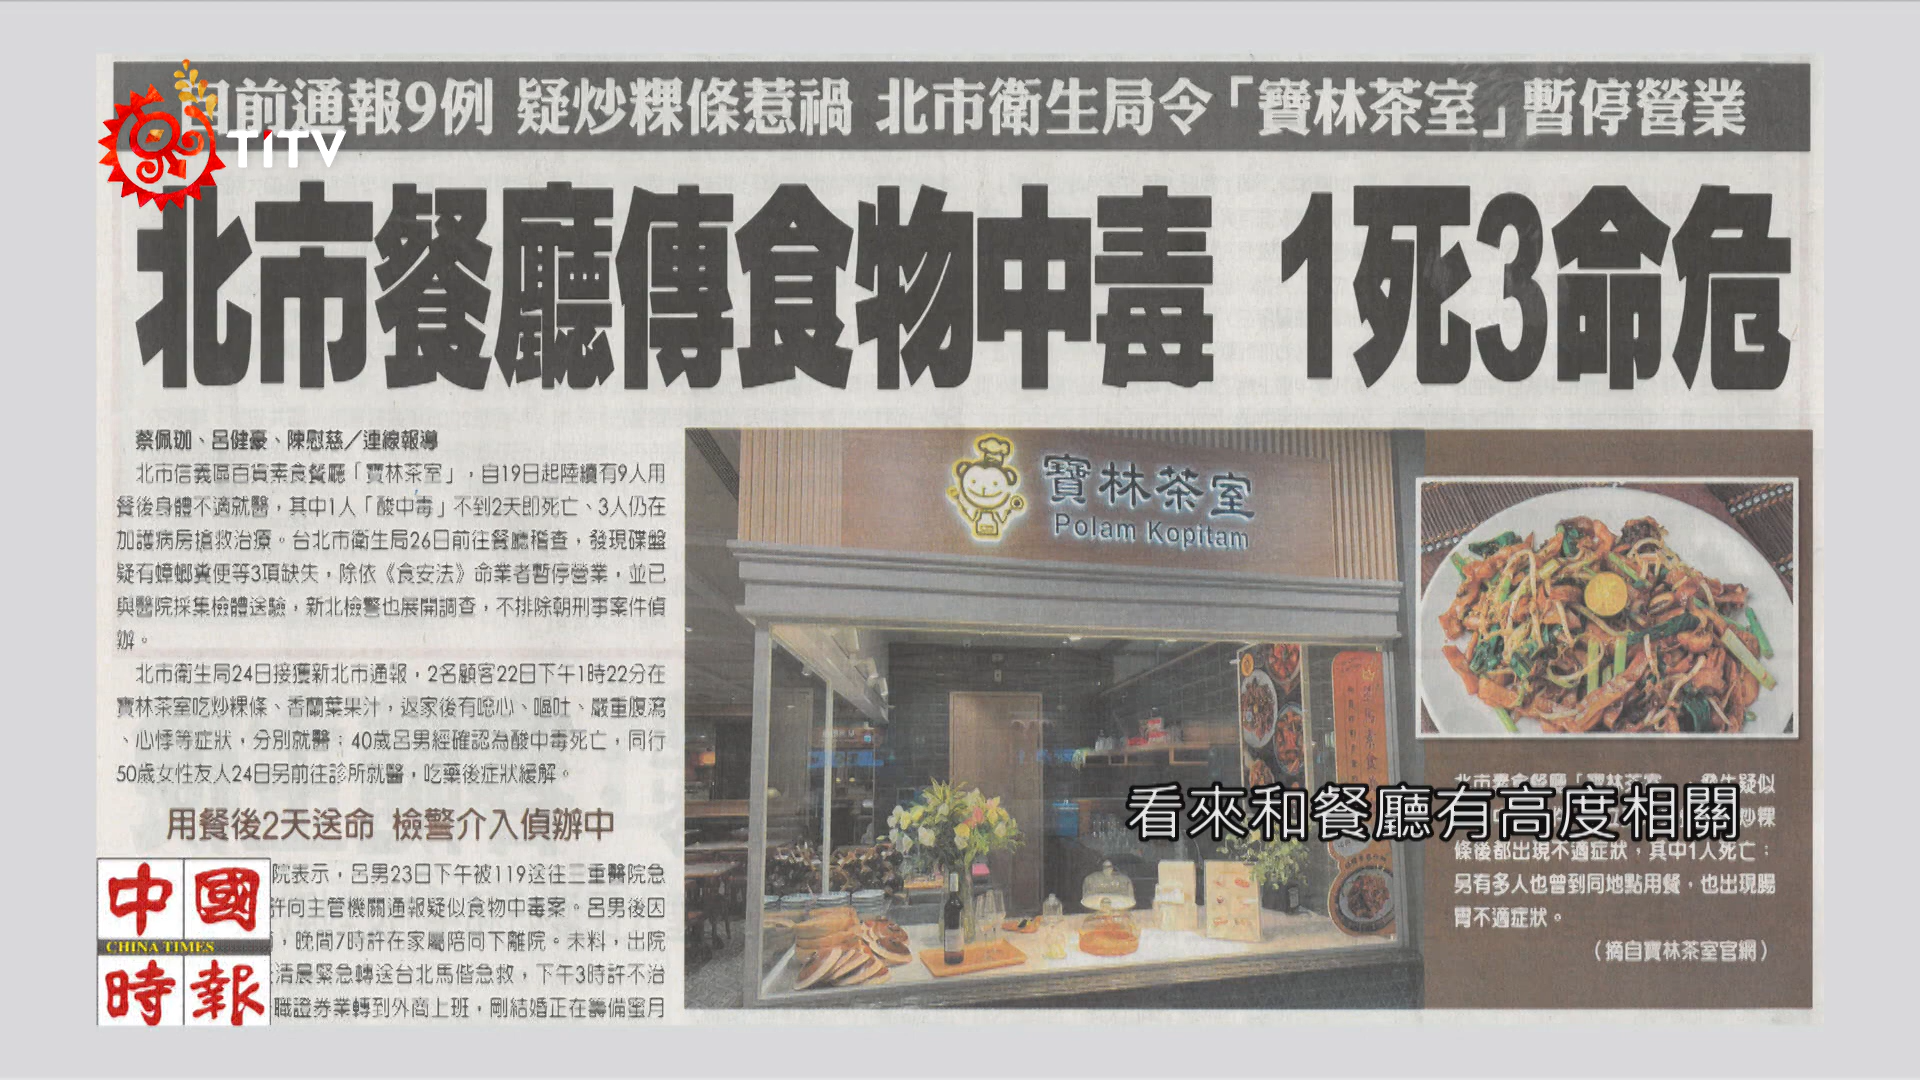 目前通報9例 疑炒粿條惹禍 北市衛生局令「寶林茶室」暫停營業
TiTV
北市餐廳傳食物中毒 1死3命危
蔡佩珈、呂健豪、陳慰慈／連線報導
北市信義區百貨素食餐廳「寶林茶室」，自19日起陸續有9人用
餐後身體不適就醫，其中1人「酸中毒」不到2天即死亡、3人仍在
加護病房搶救治療。台北市衛生局26日前往餐廳稽查，發現碟盤
疑有蟑螂糞便等3項缺失，除依《食安法》命業者暫停營業，並已
與醫院採集檢體送驗，新北檢警也展開調查，不排除朝刑事案件偵
辦。
北市衛生局24日接獲新北市通報，2名顧客22日下午1時22分在
寶林茶室吃炒粿條、香蘭葉果汁，返家後有噁心、嘔吐、嚴重腹瀉
、心悸等症狀，分別就醫；40歲呂男經確認為酸中毒死亡，同行
50歲女性友人24日另前往診所就醫，吃藥後症狀緩解。
用餐後2天送命 檢警介入偵辦中
院表示，呂男23日下午被119送往三重醫院急
許向主管機關通報疑似食物中毒案。呂男後因
，晚間7時許在家屬陪同下離院。未料，出院
清晨緊急轉送台北馬偕急救，下午3時許不治
職證券業轉到外商上班，剛結婚正在籌備蜜月
中國
CHINA TIMES
時報
寶林茶室
Polam Kopitam
看來和餐廳有高度相關
北市素食餐廳「寶林茶室」，發生疑似
炒粿
條後都出現不適症狀，其中1人死亡；
另有多人也曾到同地點用餐，也出現腸
胃不適症狀。
（摘自寶林茶室官網）